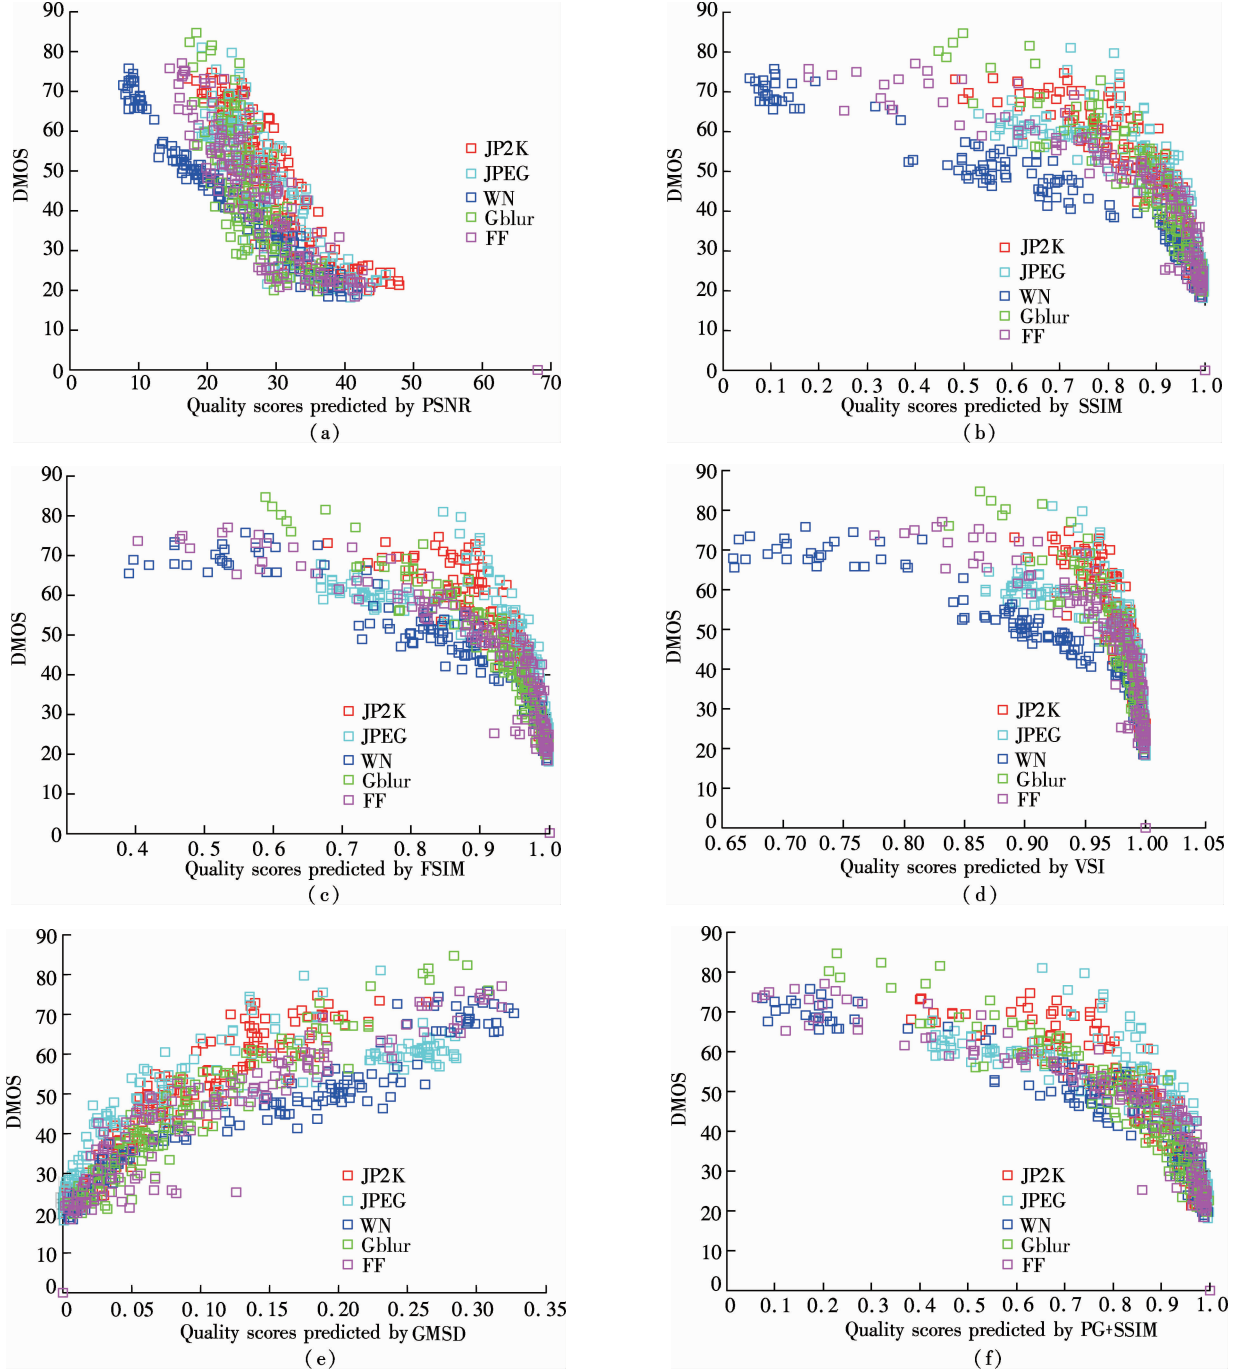 90
80
70
60
50
40
30
20
10
0
DMOS
JP2K
JPEG
WN
Gblur
FF
0 10 20 30 40 50 60 70
Quality scores predicted by PSNR
(a)
90
80
70
60
50
40
30
20
10
0
DMOS
JP2K
JPEG
WN
Gblur
FF
0 0.1 0.2 0.3 0.4 0.5 0.6 0.7 0.8 0.9 1.0
Quality scores predicted by SSIM
(b)
90
80
70
60
50
40
30
20
10
0
DMOS
JP2K
JPEG
WN
Gblur
FF
0.4 0.5 0.6 0.7 0.8 0.9 1.0
Quality scores predicted by FSIM
(c)
90
80
70
60
50
40
30
20
10
0
DMOS
JP2K
JPEG
WN
Gblur
FF
0.65 0.70 0.75 0.80 0.85 0.90 0.95 1.00 1.05
Quality scores predicted by VSI
(d)
90
80
70
60
50
40
30
20
10
0
DMOS
JP2K
JPEG
WN
Gblur
FF
0 0.05 0.10 0.15 0.20 0.25 0.30 0.35
Quality scores predicted by GMSD
(e)
90
80
70
60
50
40
30
20
10
0
DMOS
JP2K
JPEG
WN
Gblur
FF
0 0.1 0.2 0.3 0.4 0.5 0.6 0.7 0.8 0.9 1.0
Quality scores predicted by PG+SSIM
(f)